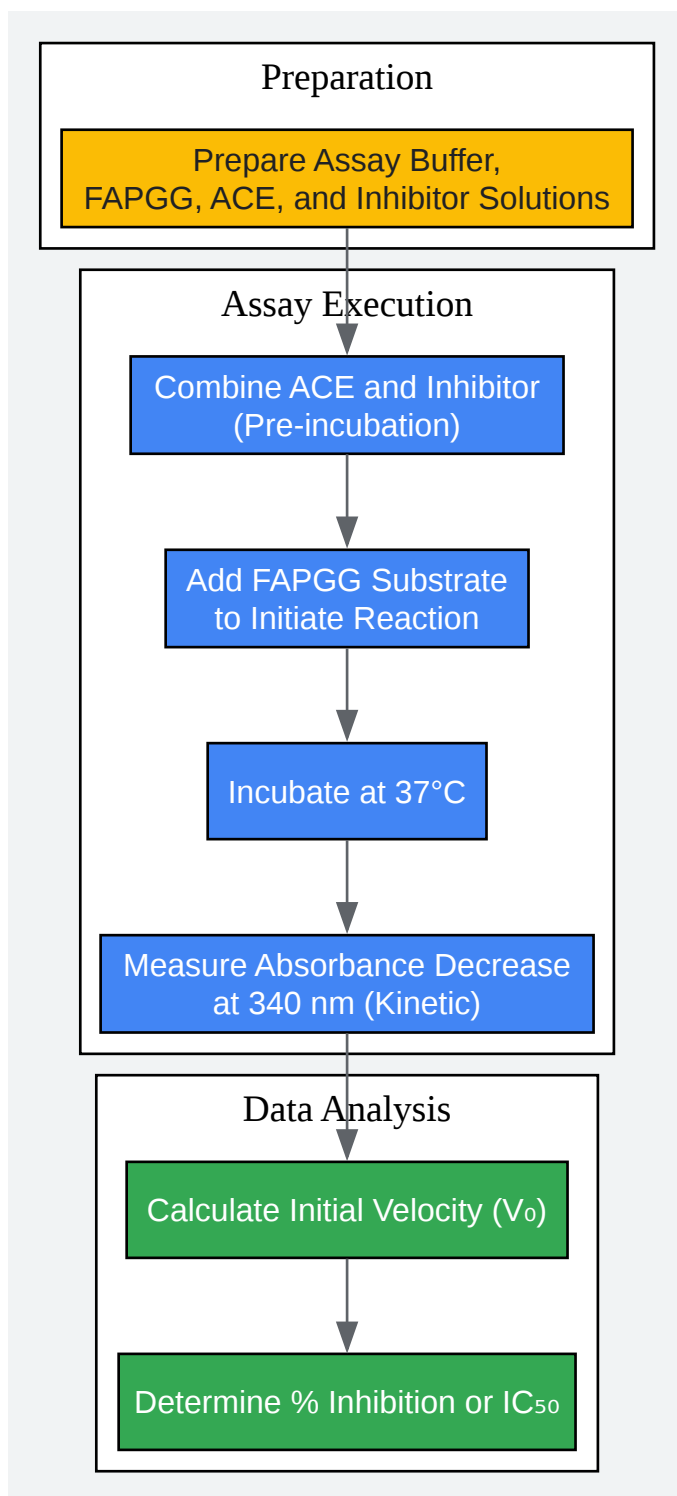 Preparation
Prepare Assay Buffer,
FAPGG, ACE, and Inhibitor Solutions
Assay Execution
Combine ACE and Inhibitor
(Pre-incubation)
Add FAPGG Substrate
to Initiate Reaction
Incubate at 37°C
Measure Absorbance Decrease
at 340 nm (Kinetic)
Data Analysis
Calculate Initial Velocity (V₀)
Determine % Inhibition or IC₅₀